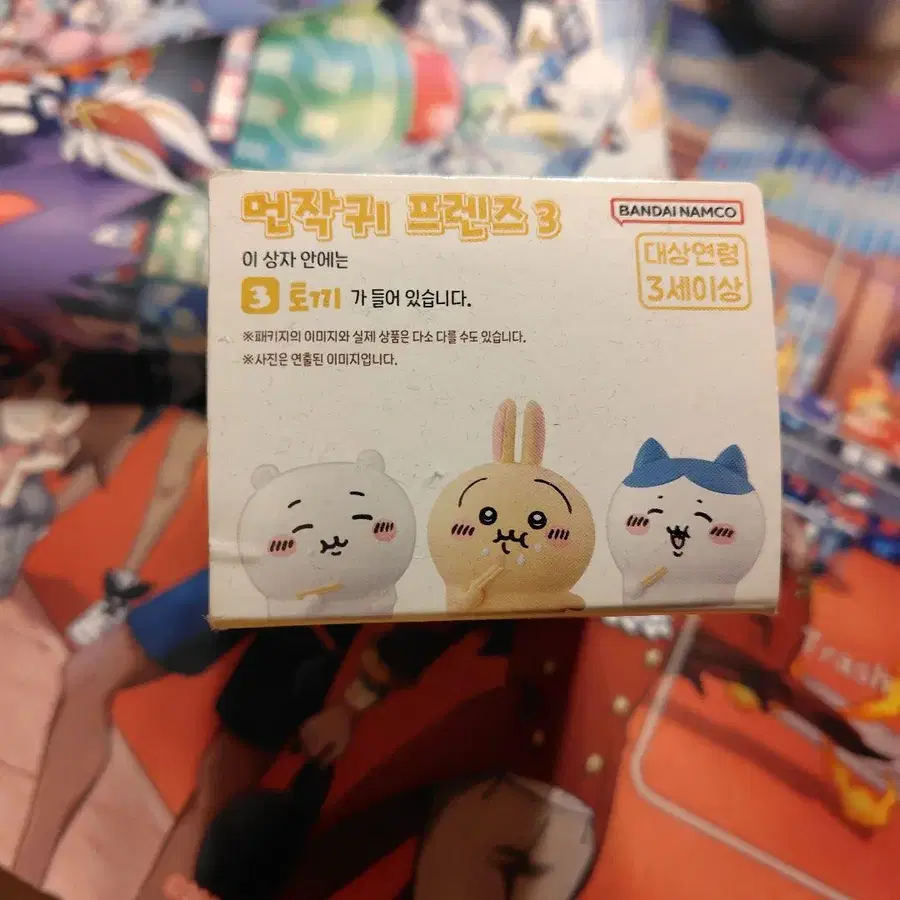 먼작귀 프렌즈 3
BANDAI NAMCO
이 상자 안에는
대상연령
3세이상
3 토끼 가 들어 있습니다.
※패키지의 이미지와 실제 상품은 다소 다를 수도 있습니다.
※사진은 연출된 이미지입니다.
Trash